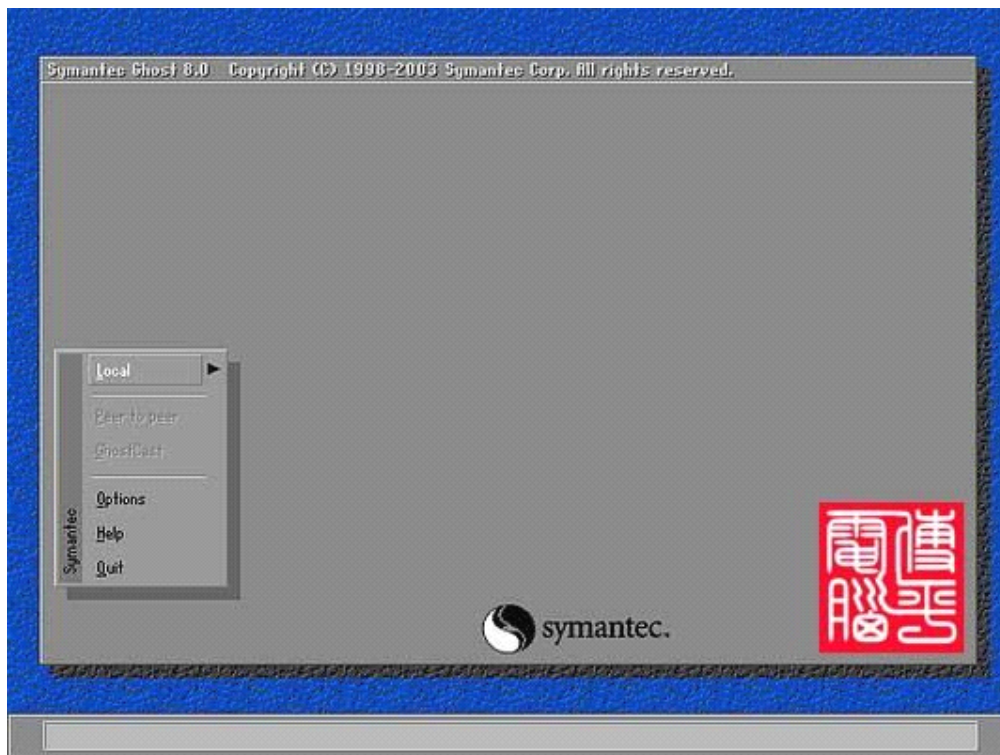 Symantec Ghost 8.0 Copyright (C) 1998-2003 Symantec Corp. All rights reserved.
Local
Peer to peer
GhostCast
Options
Help
Quit
Symantec
symantec.
電腦